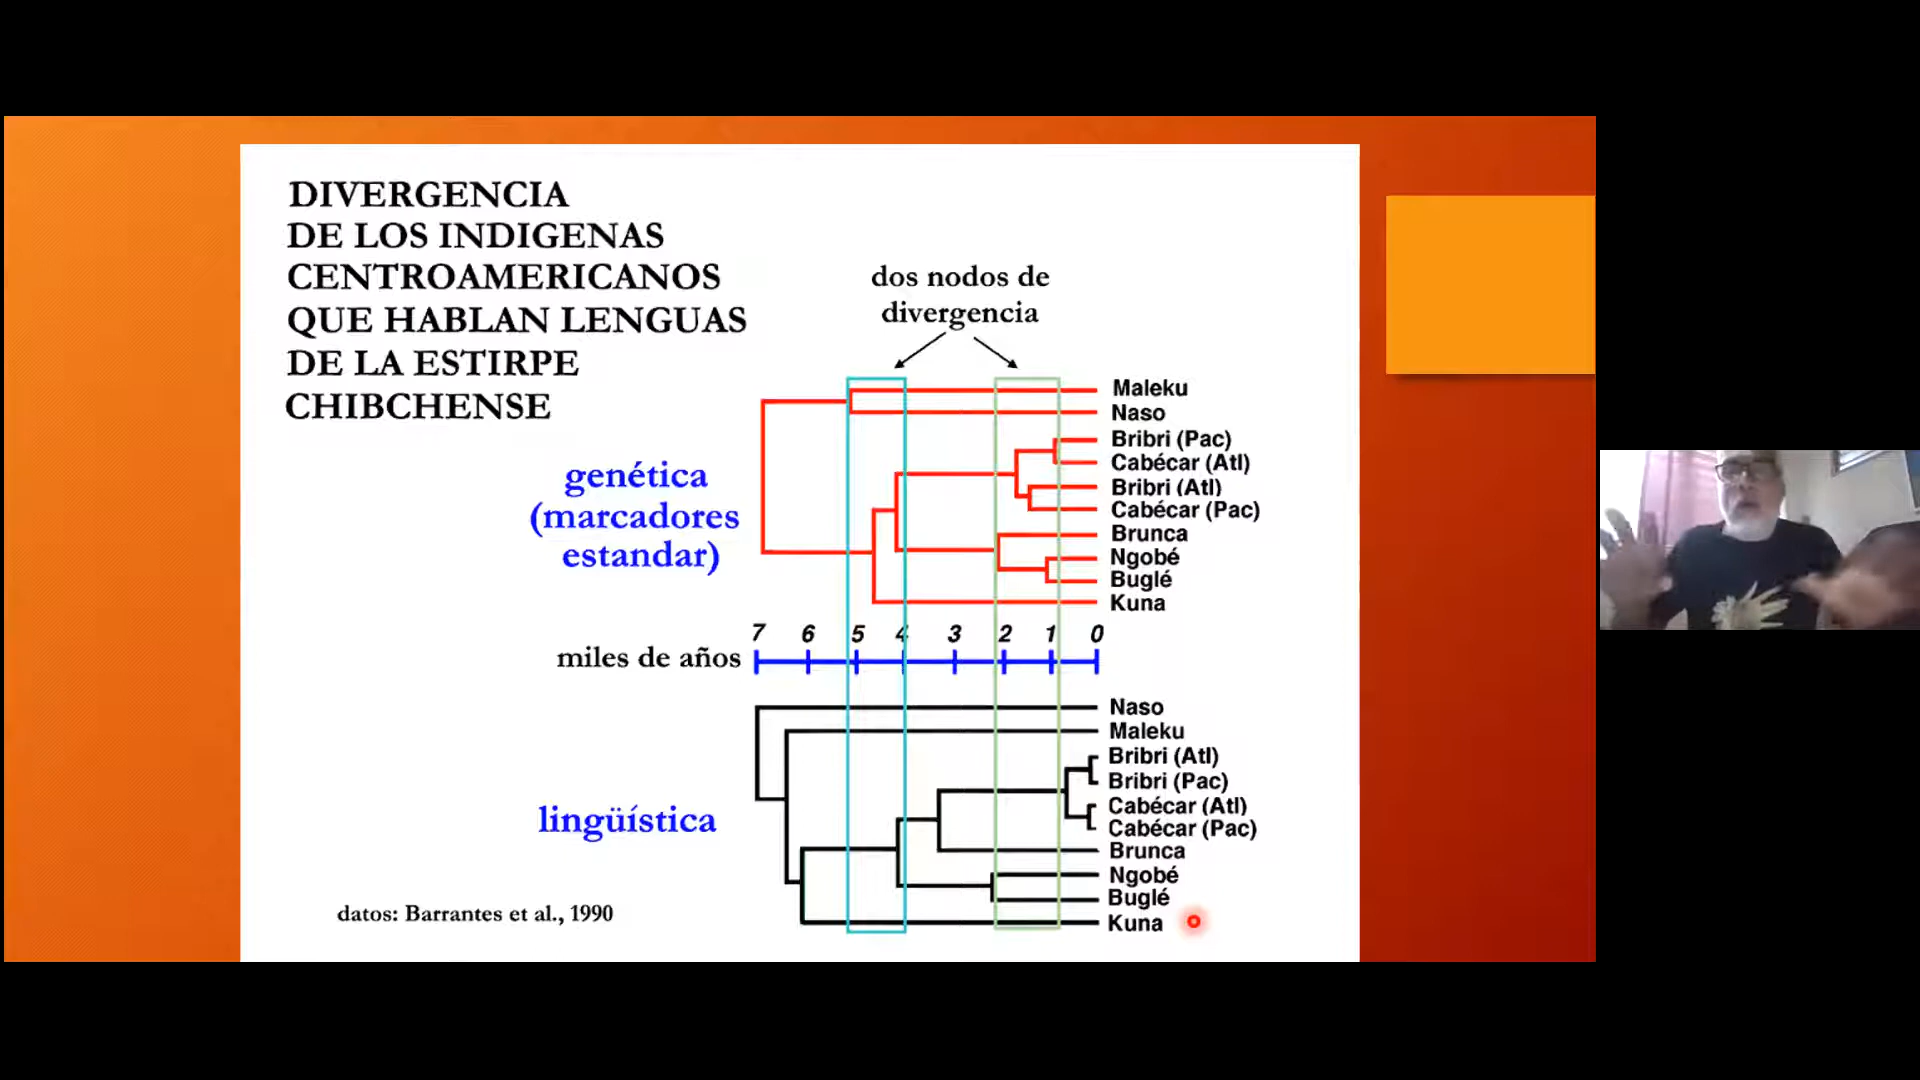 DIVERGENCIA
DE LOS INDIGENAS
CENTROAMERICANOS
QUE HABLAN LENGUAS
DE LA ESTIRPE
CHIBCHENSE
dos nodos de
divergencia
genética
(marcadores
estandar)
Maleku
Naso
Bribri (Pac)
Cabécar (Atl)
Bribri (Atl)
Cabécar (Pac)
Brunca
Ngobé
Buglé
Kuna
7 6 5 4 3 2 1 0
miles de años
Naso
Maleku
Bribri (Atl)
Bribri (Pac)
Cabécar (Atl)
Cabécar (Pac)
Brunca
Ngobé
Buglé
Kuna
lingüística
datos: Barrantes et al., 1990